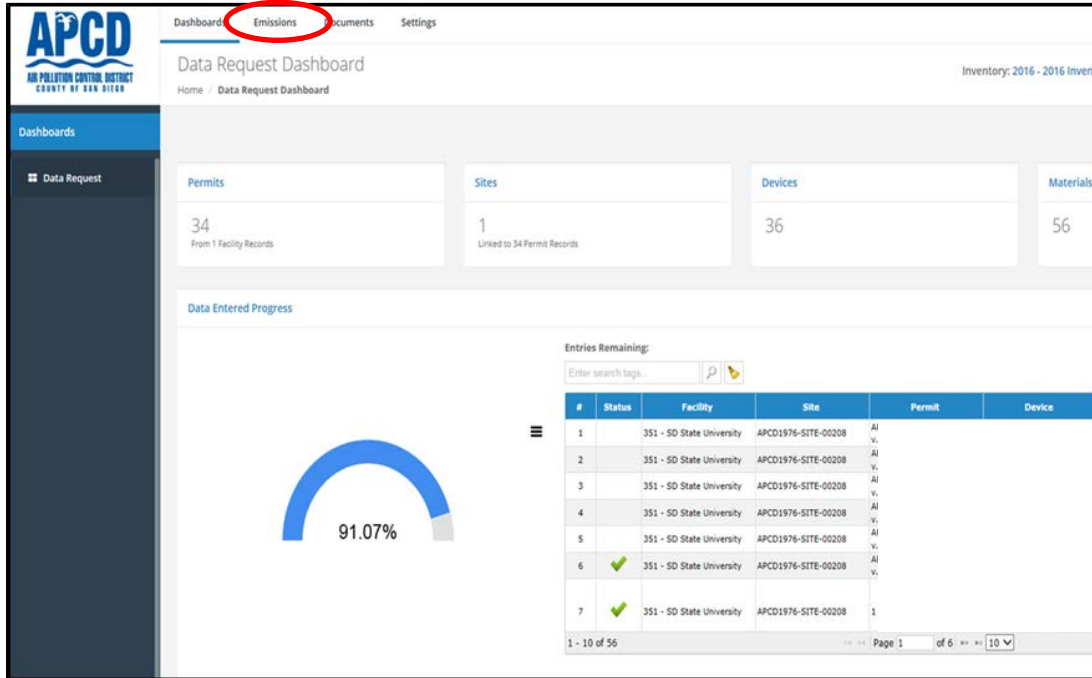 APCD
AIR POLLUTION CONTROL DISTRICT
COUNTY OF SAN DIEGO
Dashboards Emissions Documents Settings
Data Request Dashboard
Inventory: 2016 - 2016 Inven
Home / Data Request Dashboard
Dashboards
Data Request
Permits Sites Devices Materials
34 1 36 56
From 1 Facility Records Linked to 34 Permit Records
Data Entered Progress
Entries Remaining:
Enter search tags...
# Status Facility Site Permit Device
1 351 - SD State University APCD1976-SITE-00208
2 351 - SD State University APCD1976-SITE-00208
3 351 - SD State University APCD1976-SITE-00208
4 351 - SD State University APCD1976-SITE-00208
5 351 - SD State University APCD1976-SITE-00208
6 351 - SD State University APCD1976-SITE-00208
7 351 - SD State University APCD1976-SITE-00208 1
91.07%
1 - 10 of 56 Page 1 of 6 10